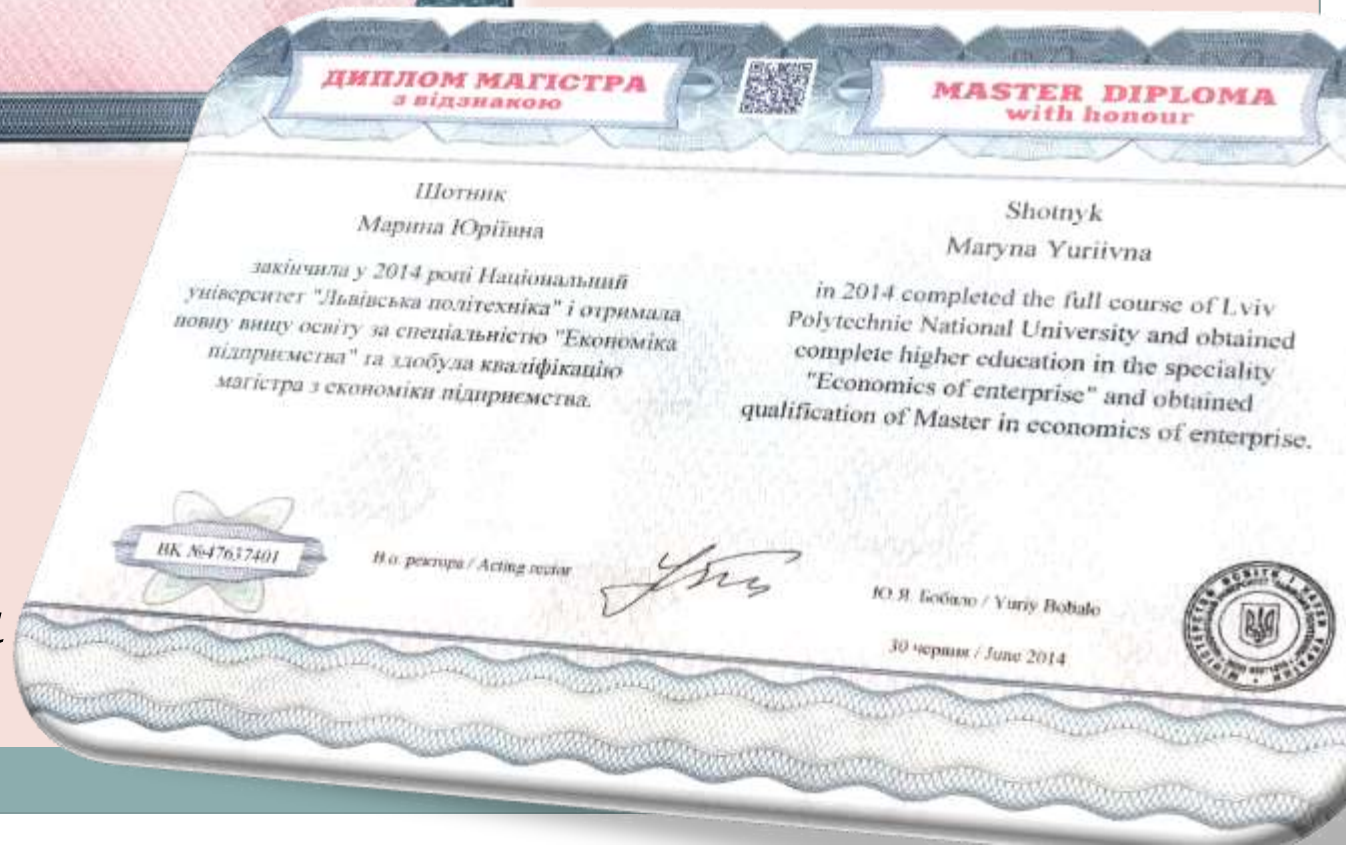 ДИПЛОМ МАГІСТРА
з відзнакою
Шотник
Марина Юріївна
закінчила у 2014 році Національний
університет "Львівська політехніка" і отримала
повну вищу освіту за спеціальністю "Економіка
підприємства" та здобула кваліфікацію
магістра з економіки підприємства.
MASTER DIPLOMA
with honour
Shotnyk
Maryna Yuriivna
in 2014 completed the full course of Lviv
Polytechnic National University and obtained
complete higher education in the speciality
"Economics of enterprise" and obtained
qualification of Master in economics of enterprise.
ВК №47637401
В.о. ректора / Acting rector
Ю.Я. Бобало / Yuriy Bobalo
30 червня / June 2014